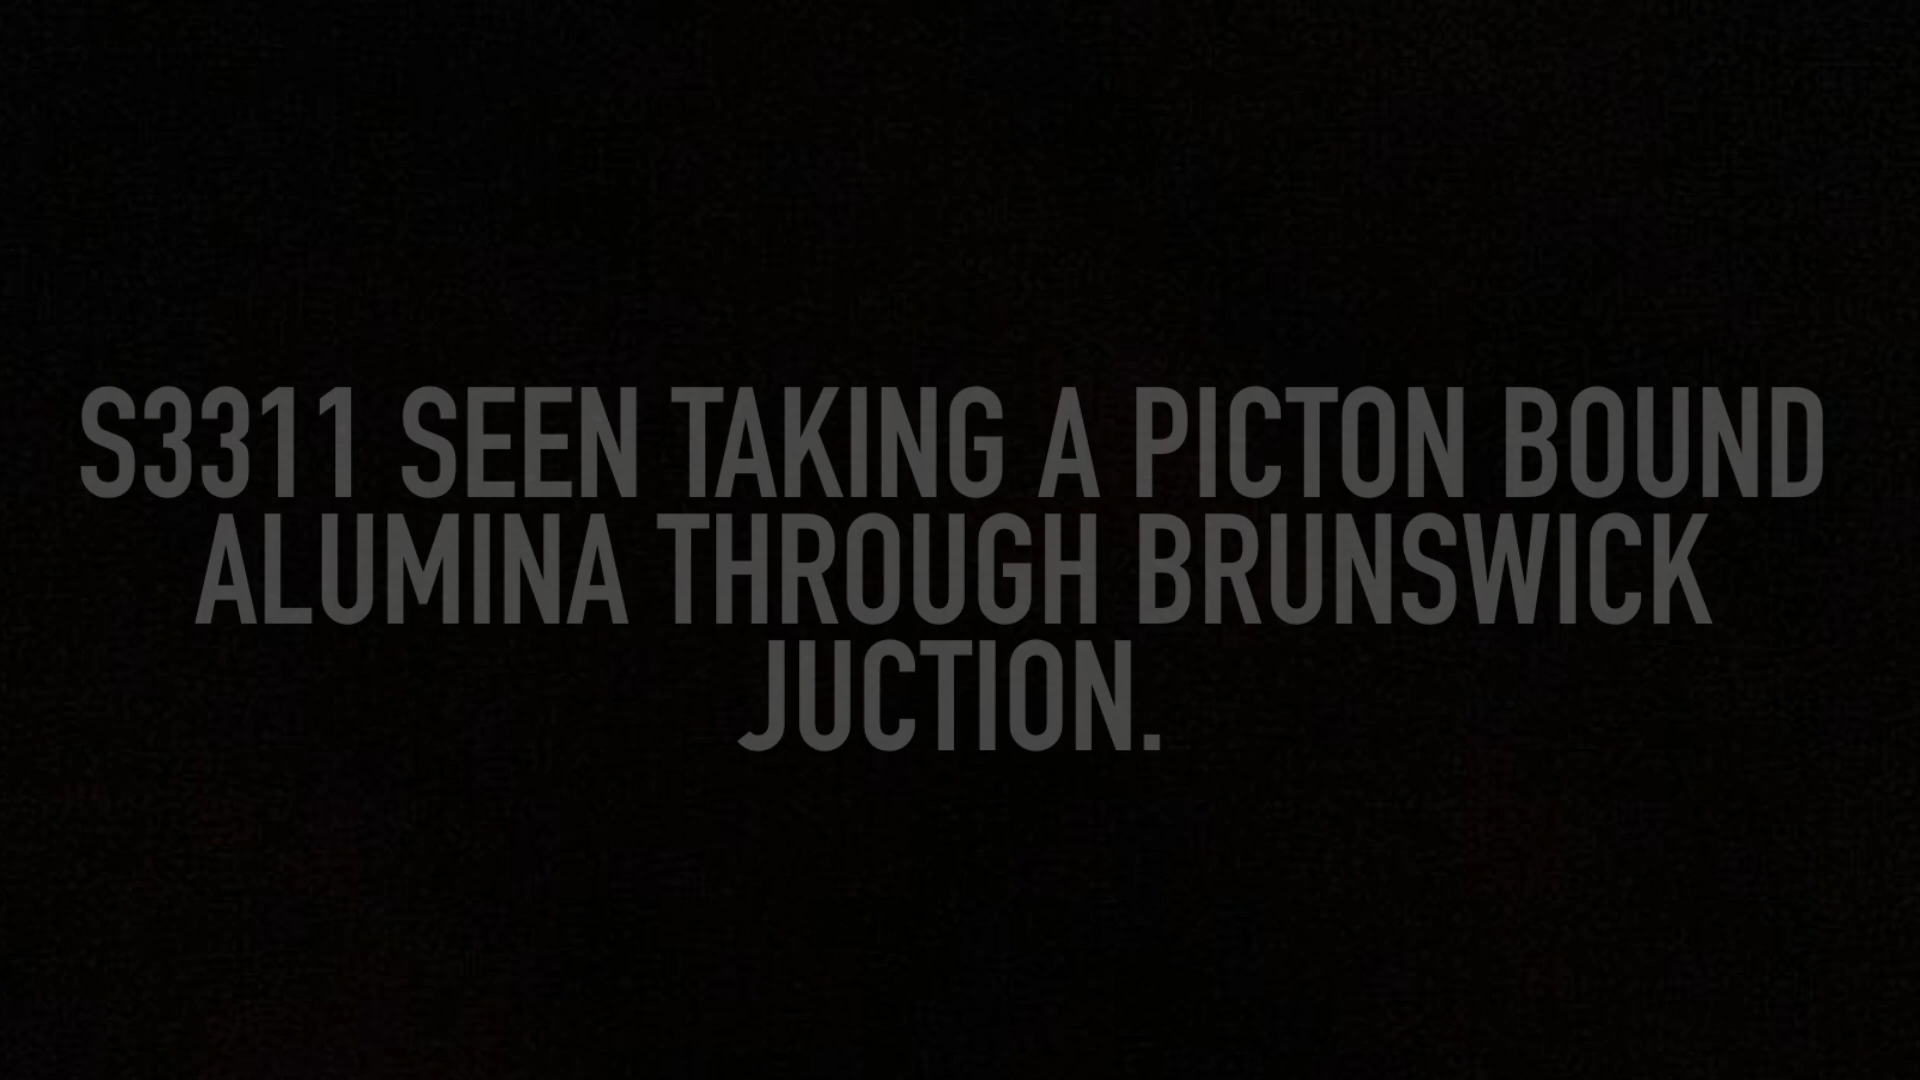 S3311 SEEN TAKING A PICTON BOUND
ALUMINA THROUGH BRUNSWICK
JUCTION.